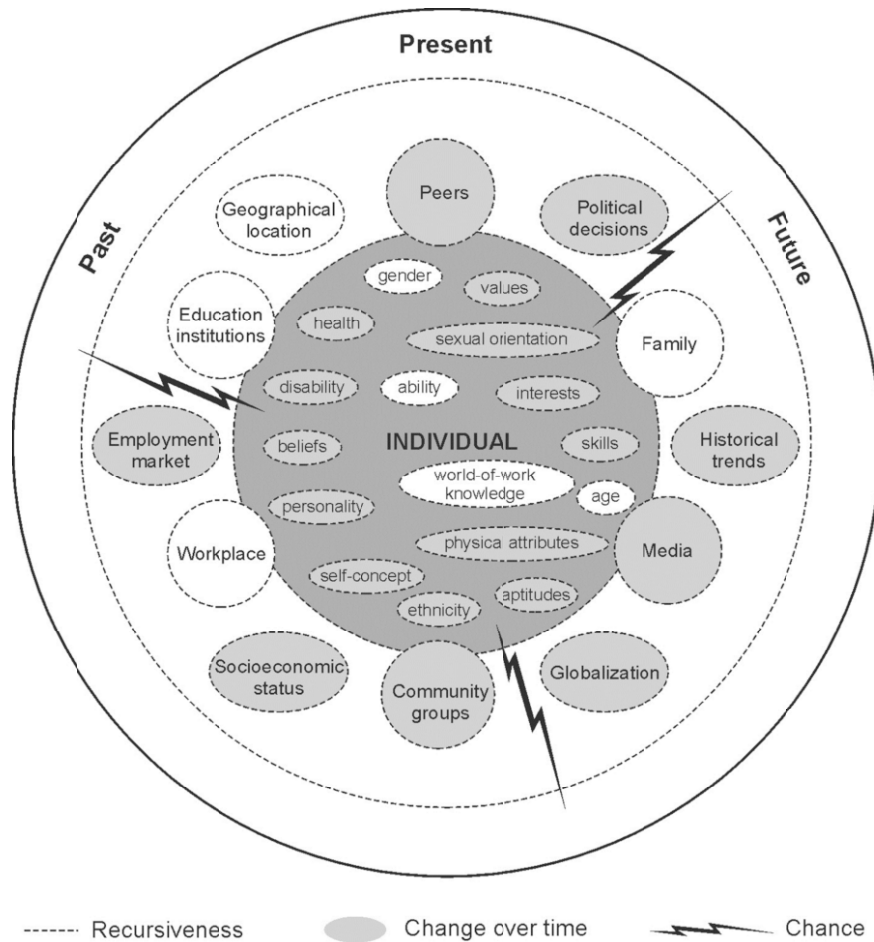 Present
Past
Future
Peers
Geographical
location
Political
decisions
Education
institutions
Family
Employment
market
Historical
trends
Workplace
Media
Socioeconomic
status
Community
groups
Globalization
gender
values
health
sexual orientation
disability
ability
interests
beliefs
INDIVIDUAL
skills
world-of-work
knowledge
age
personality
physica attributes
self-concept
ethnicity
aptitudes
Recursiveness
Change over time
Chance